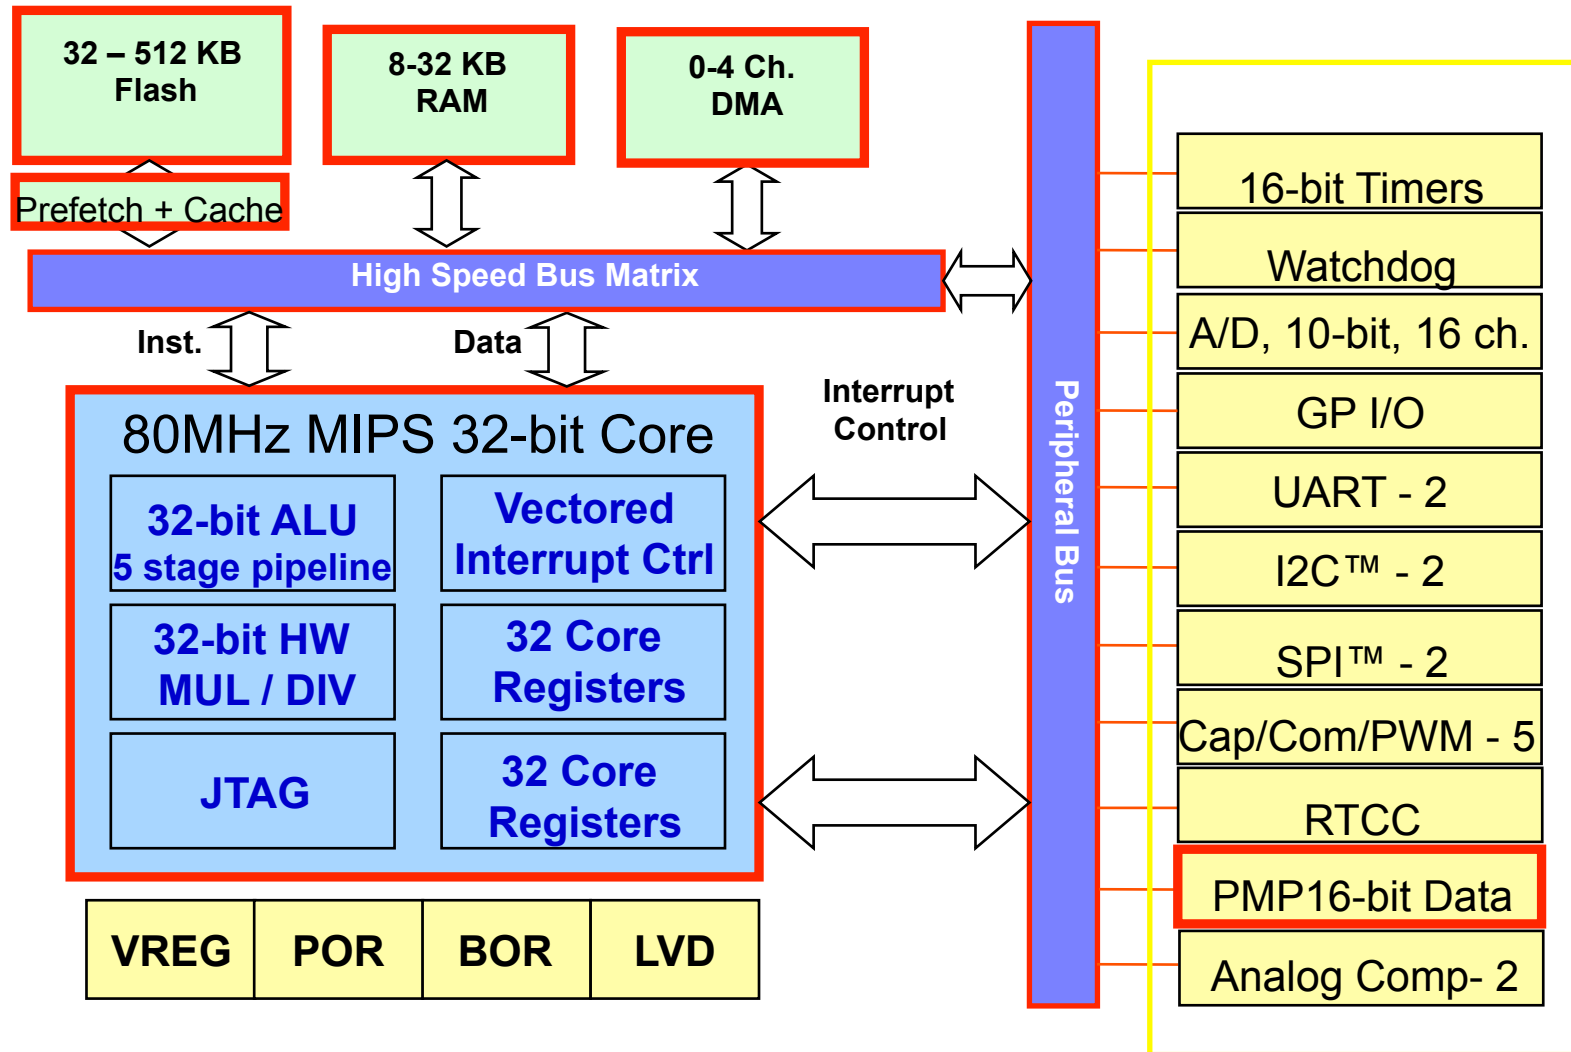 32 – 512 KB
Flash
8-32 KB
RAM
0-4 Ch.
DMA
Prefetch + Cache
High Speed Bus Matrix
Inst.
Data
80MHz MIPS 32-bit Core
32-bit ALU
5 stage pipeline
Vectored
Interrupt Ctrl
32-bit HW
MUL / DIV
32 Core
Registers
JTAG
32 Core
Registers
VREG
POR
BOR
LVD
Interrupt
Control
Peripheral Bus
16-bit Timers
Watchdog
A/D, 10-bit, 16 ch.
GP I/O
UART - 2
I2C™ - 2
SPI™ - 2
Cap/Com/PWM - 5
RTCC
PMP16-bit Data
Analog Comp- 2